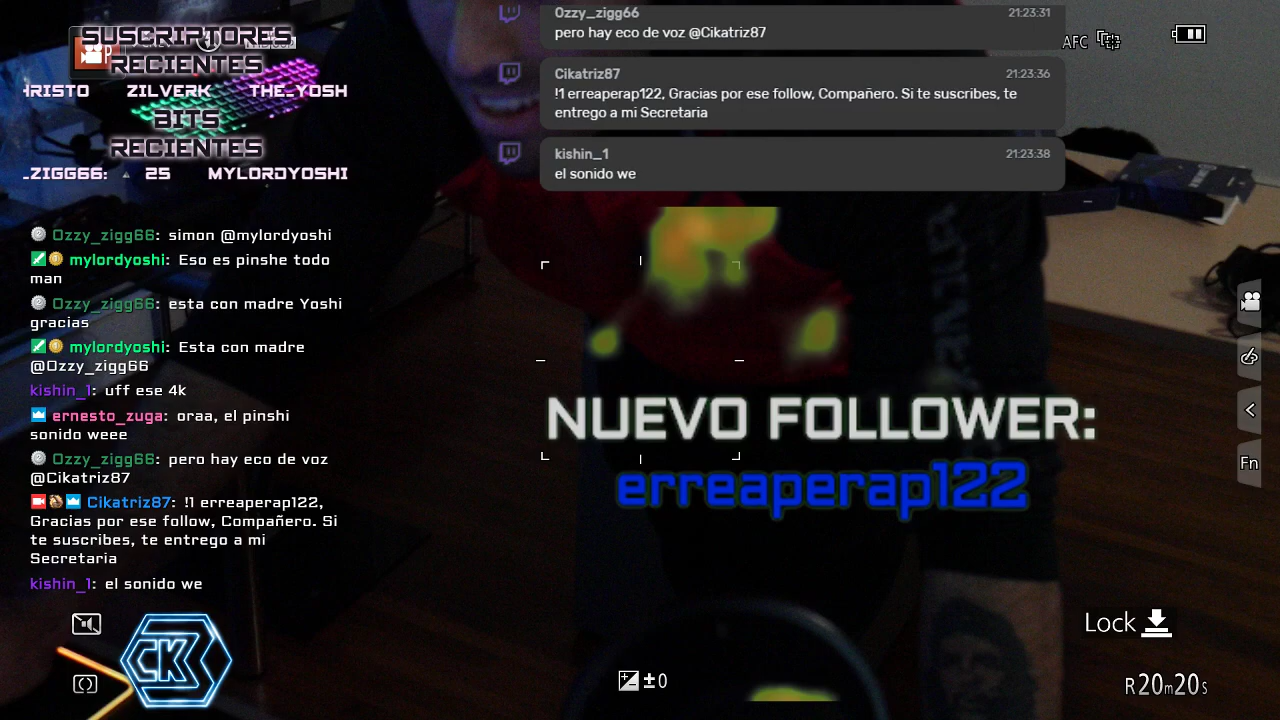 SUSCRIPTORES
RECIENTES
ZILVERK THE_YOSH
BITS
RECIENTES
_ZIGG66: 25 MYLORDYOSHI
Ozzy_zigg66: simon @mylordyoshi
mylordyoshi: Eso es pinshe todo
man
Ozzy_zigg66: esta con madre Yoshi
gracias
mylordyoshi: Esta con madre
@Ozzy_zigg66
kishin_1: uff ese 4k
ernesto_zuga: oraa, el pinshi
sonido weee
Ozzy_zigg66: pero hay eco de voz
@Cikatriz87
Cikatriz87: !1 erreaperap122,
Gracias por ese follow, Compañero. Si
te suscribes, te entrego a mi
Secretaria
kishin_1: el sonido we
CK
Ozzy_zigg66 21:23:31
pero hay eco de voz @Cikatriz87
Cikatriz87 21:23:36
!1 erreaperap122, Gracias por ese follow, Compañero. Si te suscribes, te
entrego a mi Secretaria
kishin_1 21:23:38
el sonido we
NUEVO FOLLOWER:
erreaperap122
AFC
Fn
Lock
±0
R20m20s